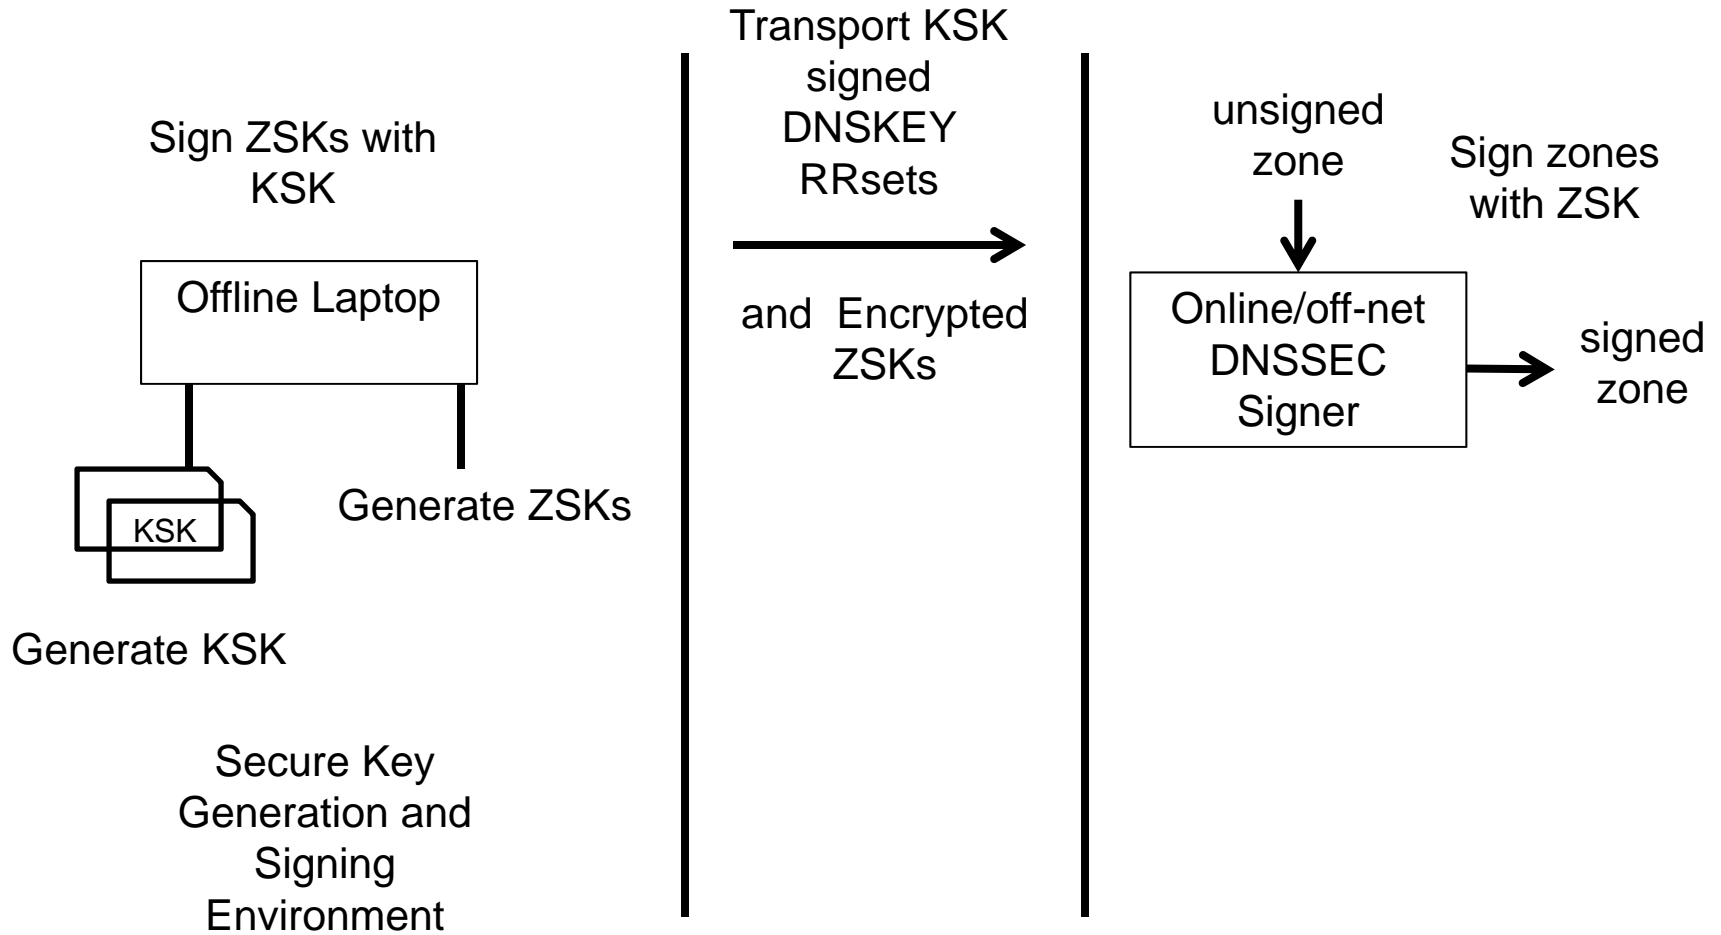 Sign ZSKs with
KSK
Offline Laptop
KSK
Generate ZSKs
Generate KSK
Secure Key
Generation and
Signing
Environment
Transport KSK
signed
DNSKEY
RRsets
and Encrypted
ZSKs
unsigned
zone
Sign zones
with ZSK
Online/off-net
DNSSEC
Signer
signed
zone